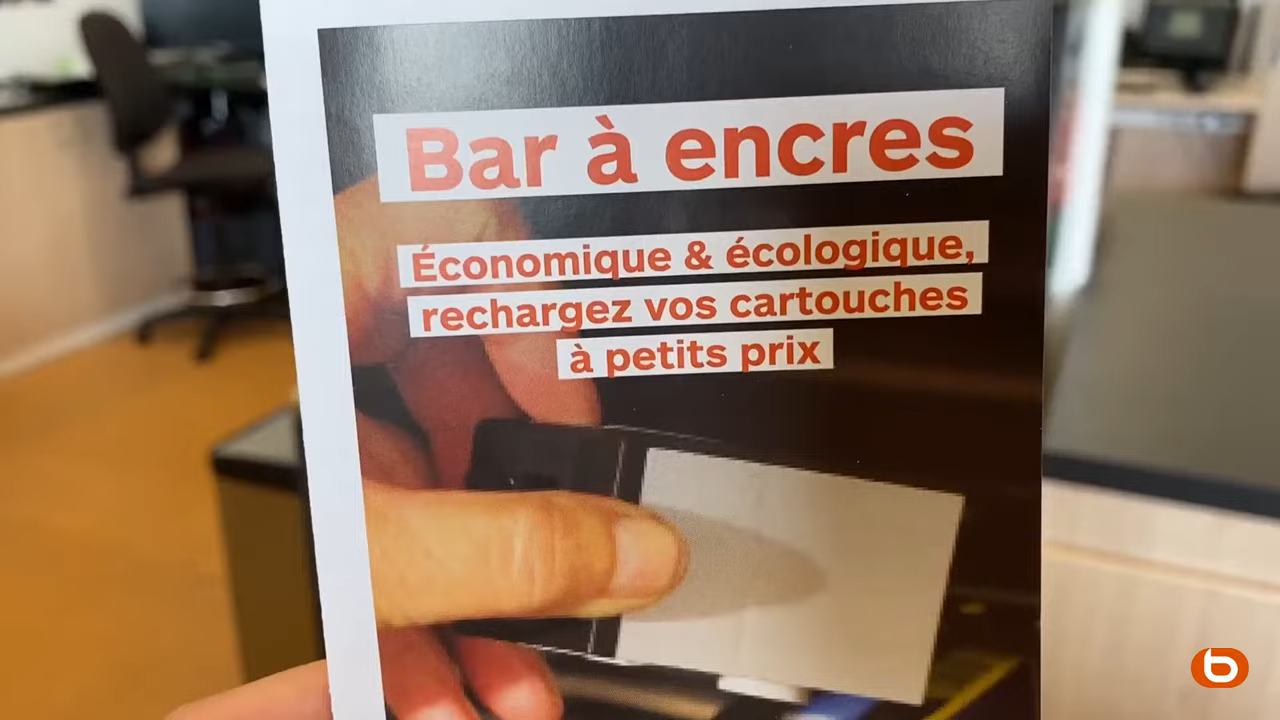 Bar à encres
Économique & écologique,
rechargez vos cartouches
à petits prix
b